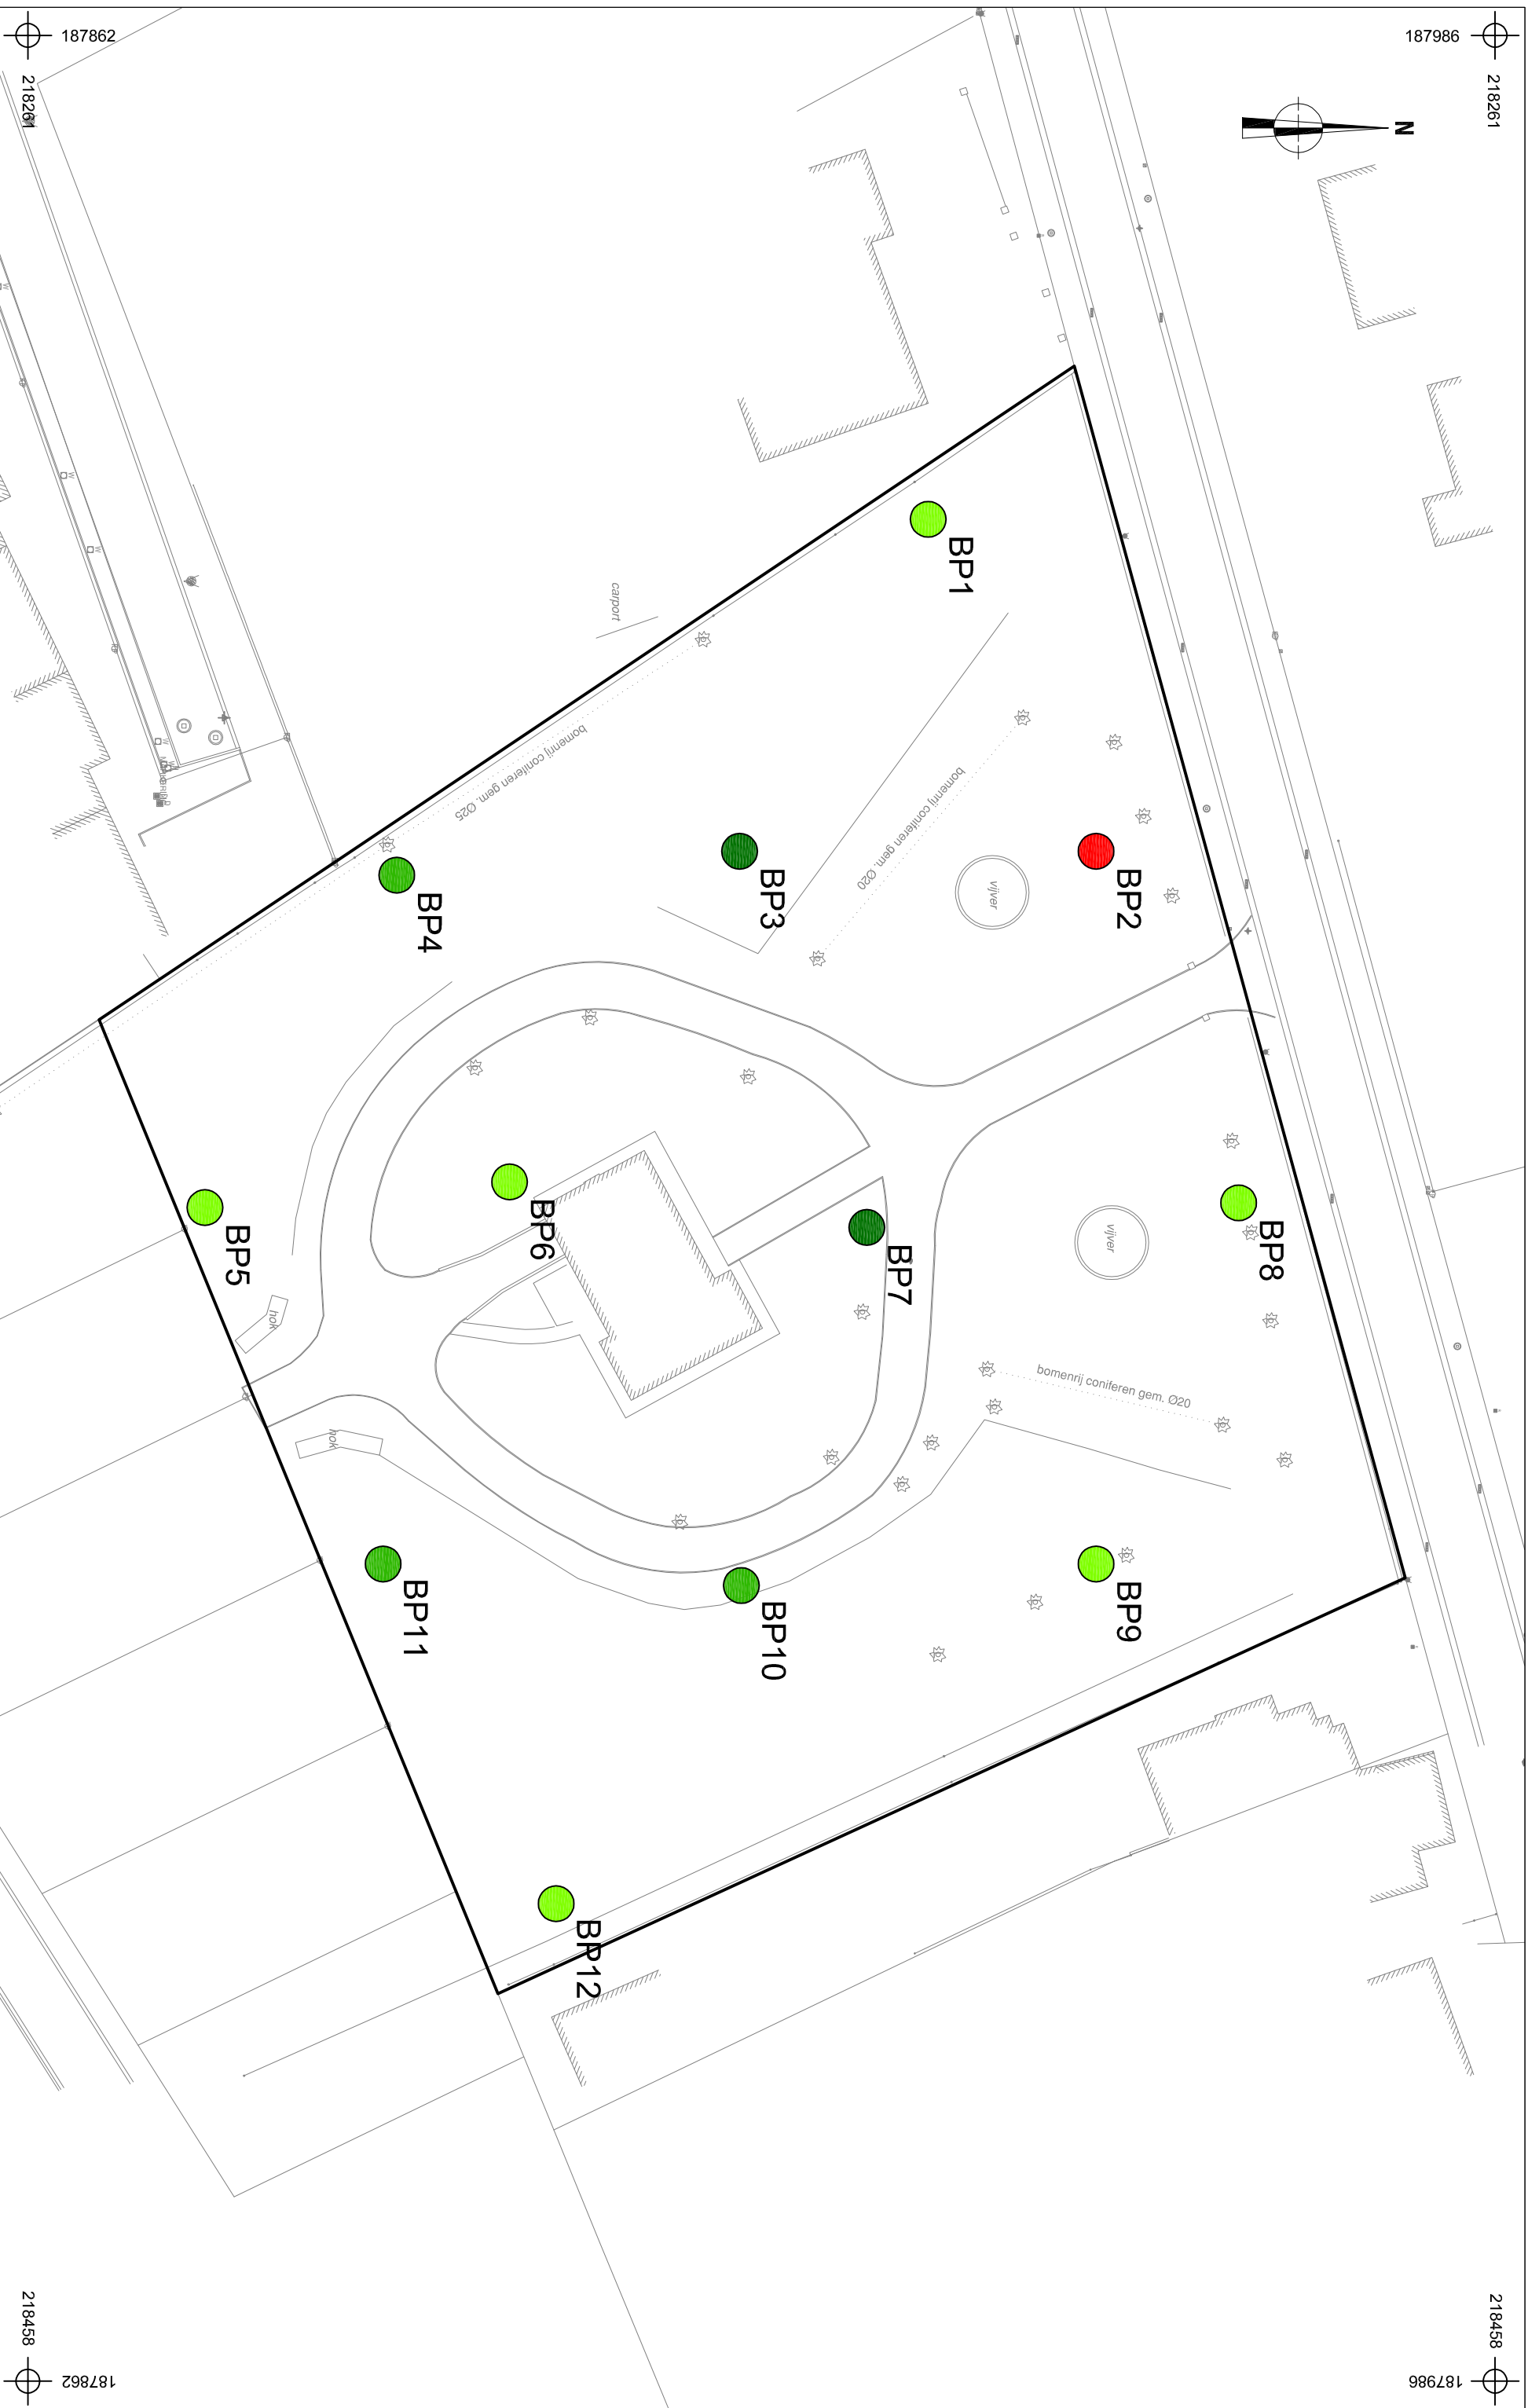 187862
218261
187986
218261
N
BP1
carport
bomenrij coniferen gem. Ø25
bomenrij coniferen gem. Ø20
vijver
BP2
BP3
BP4
BP5
BP6
BP7
BP8
vijver
hok
hok
bomenrij coniferen gem. Ø20
BP9
BP10
BP11
BP12
218458
187862
218458
187986